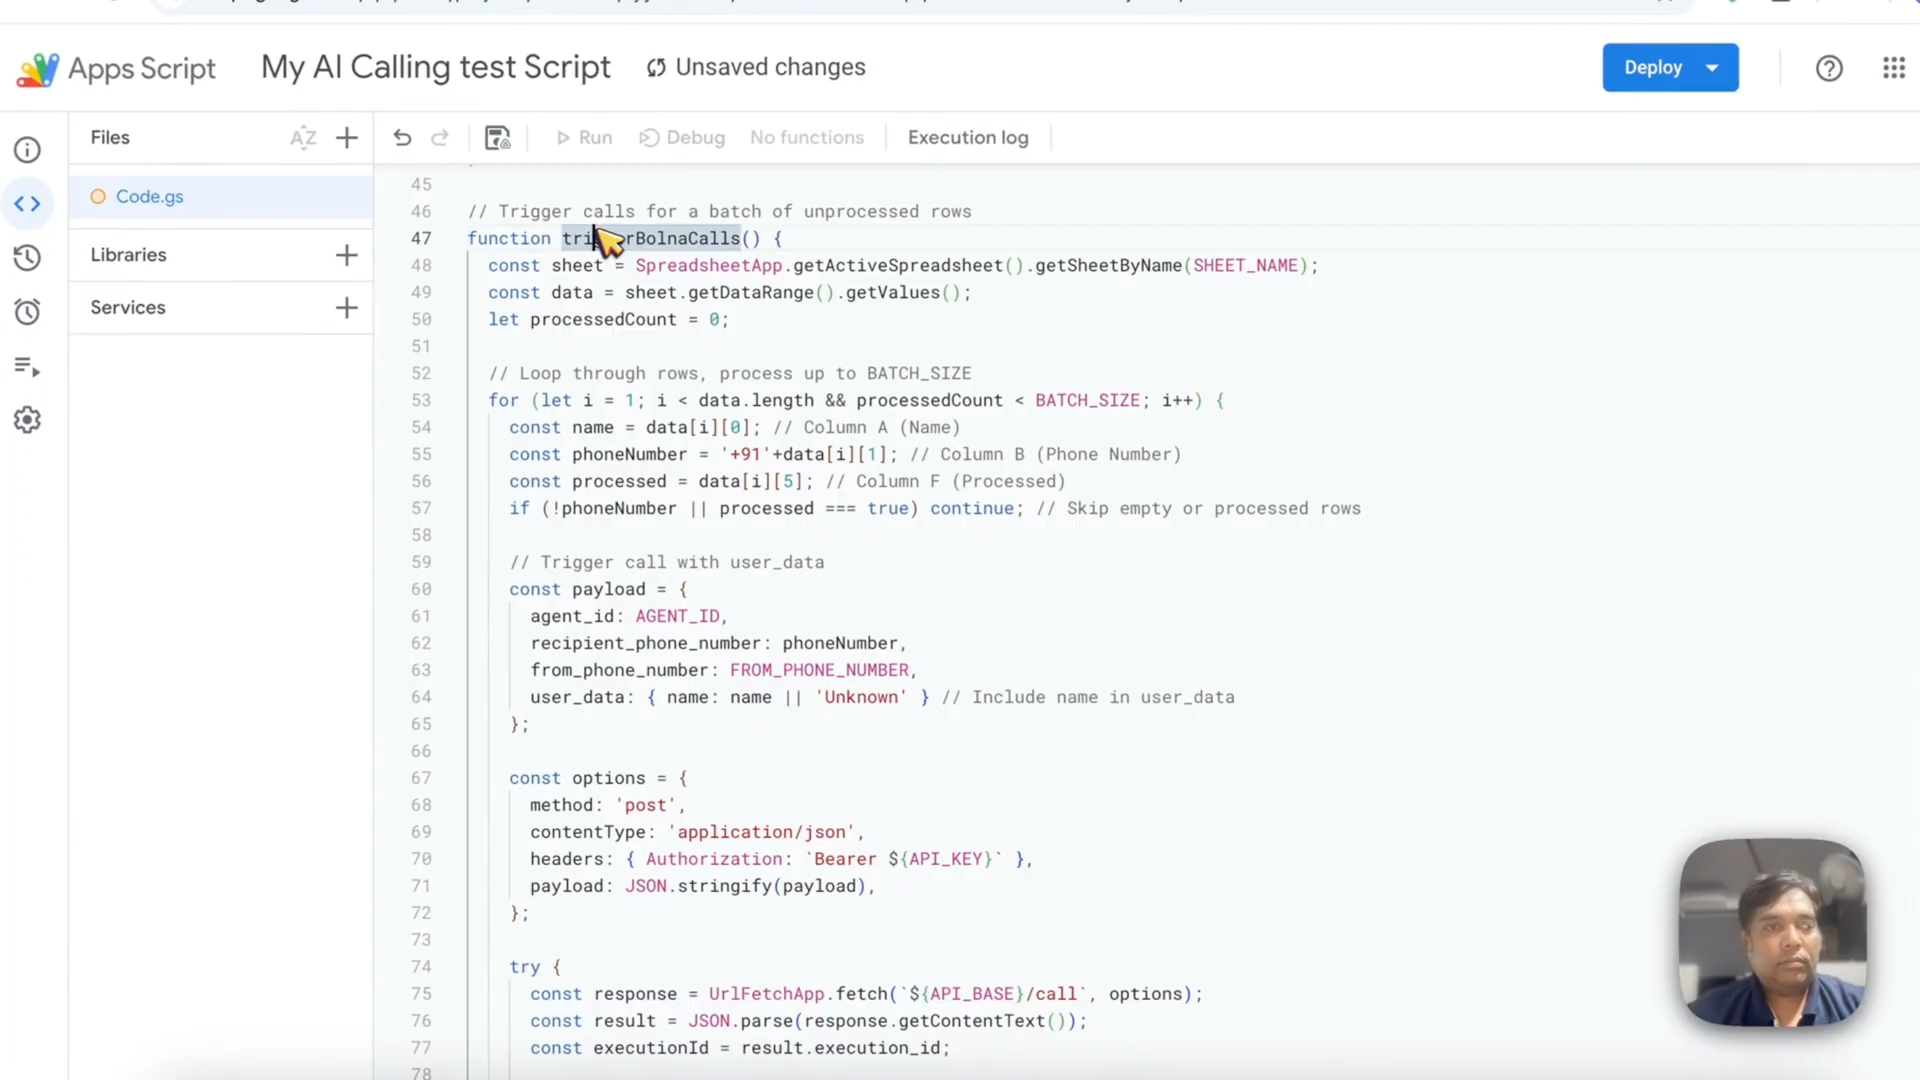 Apps Script
My AI Calling test Script
Unsaved changes
Deploy
Files
AZ
Run
Debug
No functions
Execution log
Code.gs
Libraries
Services
45
46 // Trigger calls for a batch of unprocessed rows
47 function triggerBolnaCalls() {
48 const sheet = SpreadsheetApp.getActiveSpreadsheet().getSheetByName(SHEET_NAME);
49 const data = sheet.getDataRange().getValues();
50 let processedCount = 0;
51
52 // Loop through rows, process up to BATCH_SIZE
53 for (let i = 1; i < data.length && processedCount < BATCH_SIZE; i++) {
54 const name = data[i][0]; // Column A (Name)
55 const phoneNumber = '+91'+data[i][1]; // Column B (Phone Number)
56 const processed = data[i][5]; // Column F (Processed)
57 if (!phoneNumber || processed === true) continue; // Skip empty or processed rows
58
59 // Trigger call with user_data
60 const payload = {
61 agent_id: AGENT_ID,
62 recipient_phone_number: phoneNumber,
63 from_phone_number: FROM_PHONE_NUMBER,
64 user_data: { name: name || 'Unknown' } // Include name in user_data
65 };
66
67 const options = {
68 method: 'post',
69 contentType: 'application/json',
70 headers: { Authorization: `Bearer ${API_KEY}` },
71 payload: JSON.stringify(payload),
72 };
73
74 try {
75 const response = UrlFetchApp.fetch(`${API_BASE}/call`, options);
76 const result = JSON.parse(response.getContentText());
77 const executionId = result.execution_id;
78